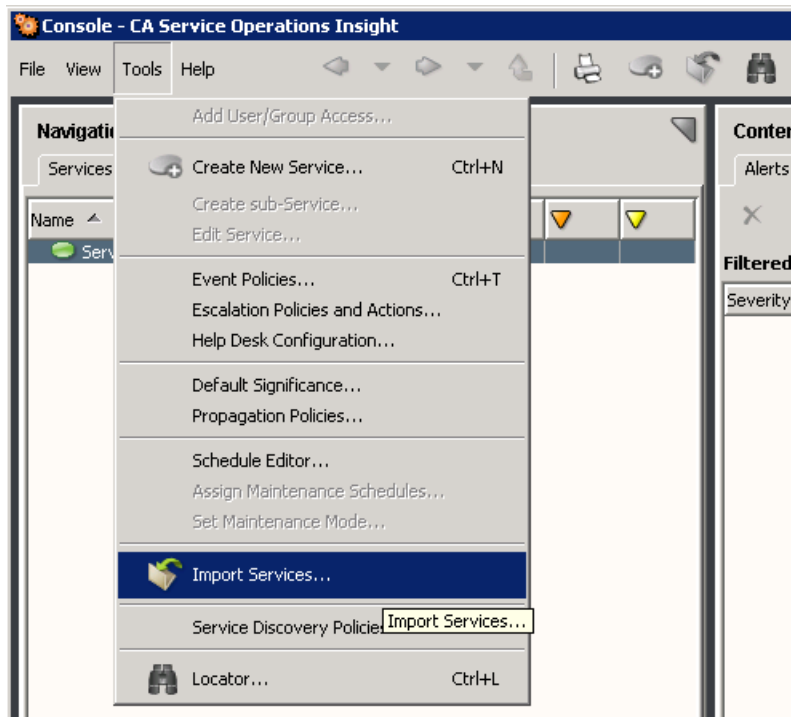 Console - CA Service Operations Insight
File View Tools Help
Add User/Group Access...
Create New Service... Ctrl+N
Create sub-Service...
Edit Service...
Event Policies... Ctrl+T
Escalation Policies and Actions...
Help Desk Configuration...
Default Significance...
Propagation Policies...
Schedule Editor...
Assign Maintenance Schedules...
Set Maintenance Mode...
Import Services...
Service Discovery Policies
Import Services...
Locator... Ctrl+L
Navigati
Services
Name
Serv
Conter
Alerts
Filtered
Severity